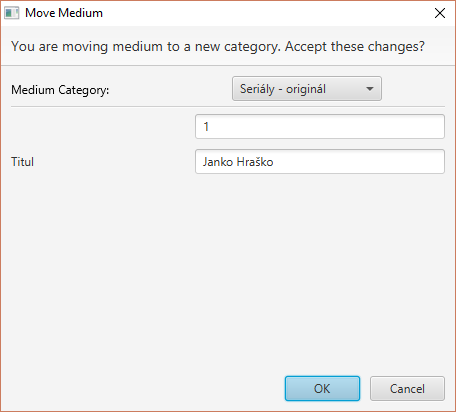 Move Medium
You are moving medium to a new category. Accept these changes?
Medium Category: Seriály - originál
1
Titul Janko Hraško
OK Cancel